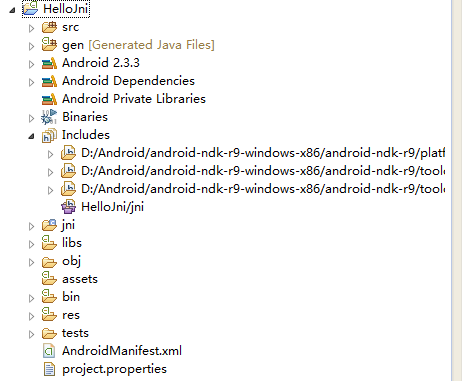 HelloJni
src
gen [Generated Java Files]
Android 2.3.3
Android Dependencies
Android Private Libraries
Binaries
Includes
D:/Android/android-ndk-r9-windows-x86/android-ndk-r9/platf
D:/Android/android-ndk-r9-windows-x86/android-ndk-r9/toolc
D:/Android/android-ndk-r9-windows-x86/android-ndk-r9/toolc
HelloJni/jni
jni
libs
obj
assets
bin
res
tests
AndroidManifest.xml
project.properties